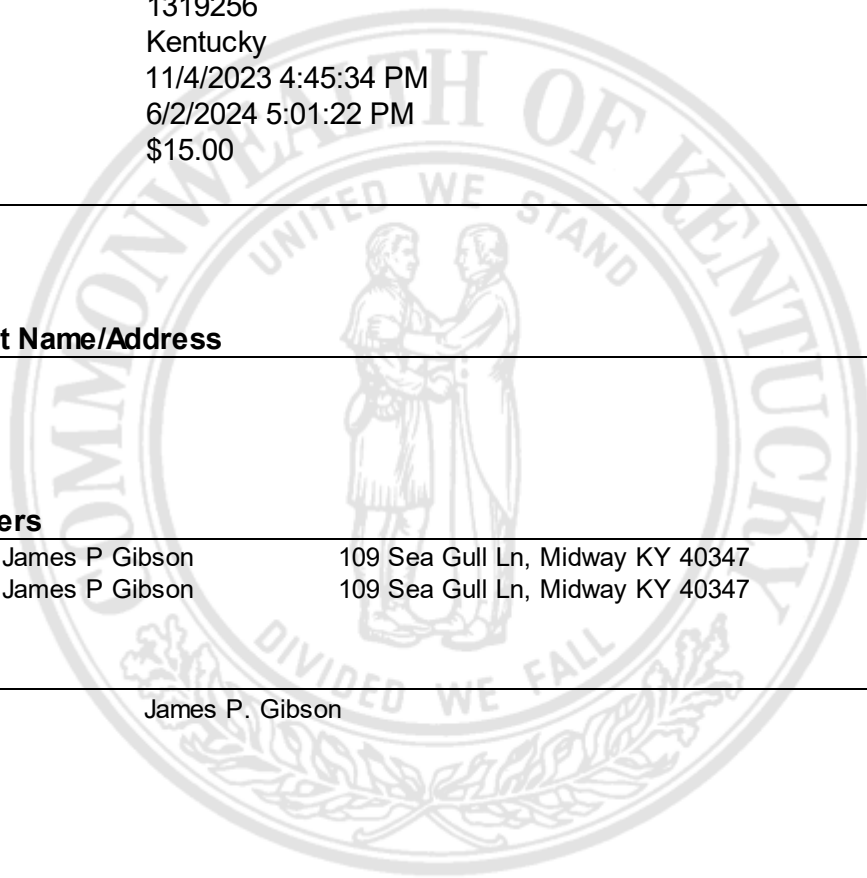 1319256
Kentucky
11/4/2023 4:45:34 PM
6/2/2024 5:01:22 PM
$15.00
COMMONWEALTH OF KENTUCKY
UNITED WE STAND
t Name/Address
ers
James P Gibson 109 Sea Gull Ln, Midway KY 40347
James P Gibson 109 Sea Gull Ln, Midway KY 40347
DIVIDED WE FALL
James P. Gibson